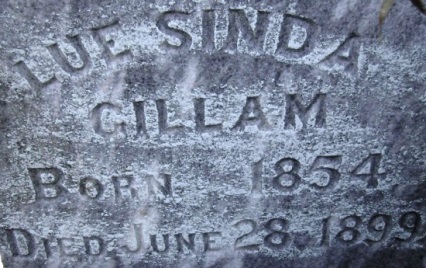 LUE SINDA
GILLAM
BORN 1854
DIED JUNE 28 1899